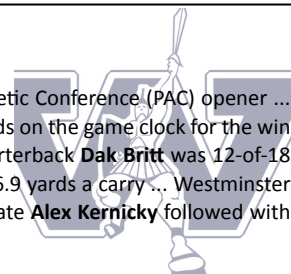 etic Conference (PAC) opener ...
ds on the game clock for the win
rterback Dak Britt was 12-of-18
6.9 yards a carry ... Westminster
ate Alex Kernicky followed with
W